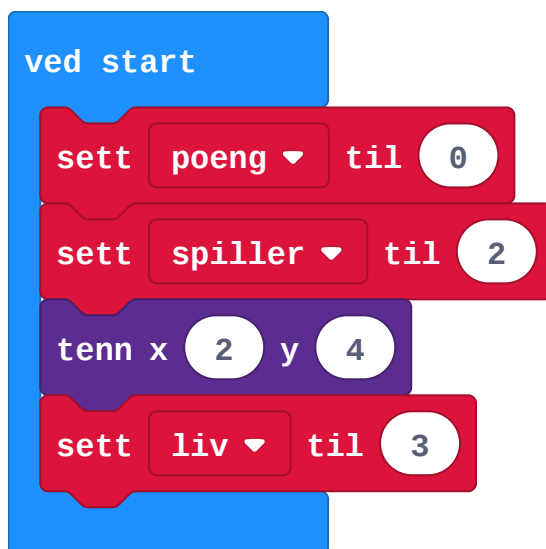 ved start
sett poeng til 0
sett spiller til 2
tenn x 2 y 4
sett liv til 3